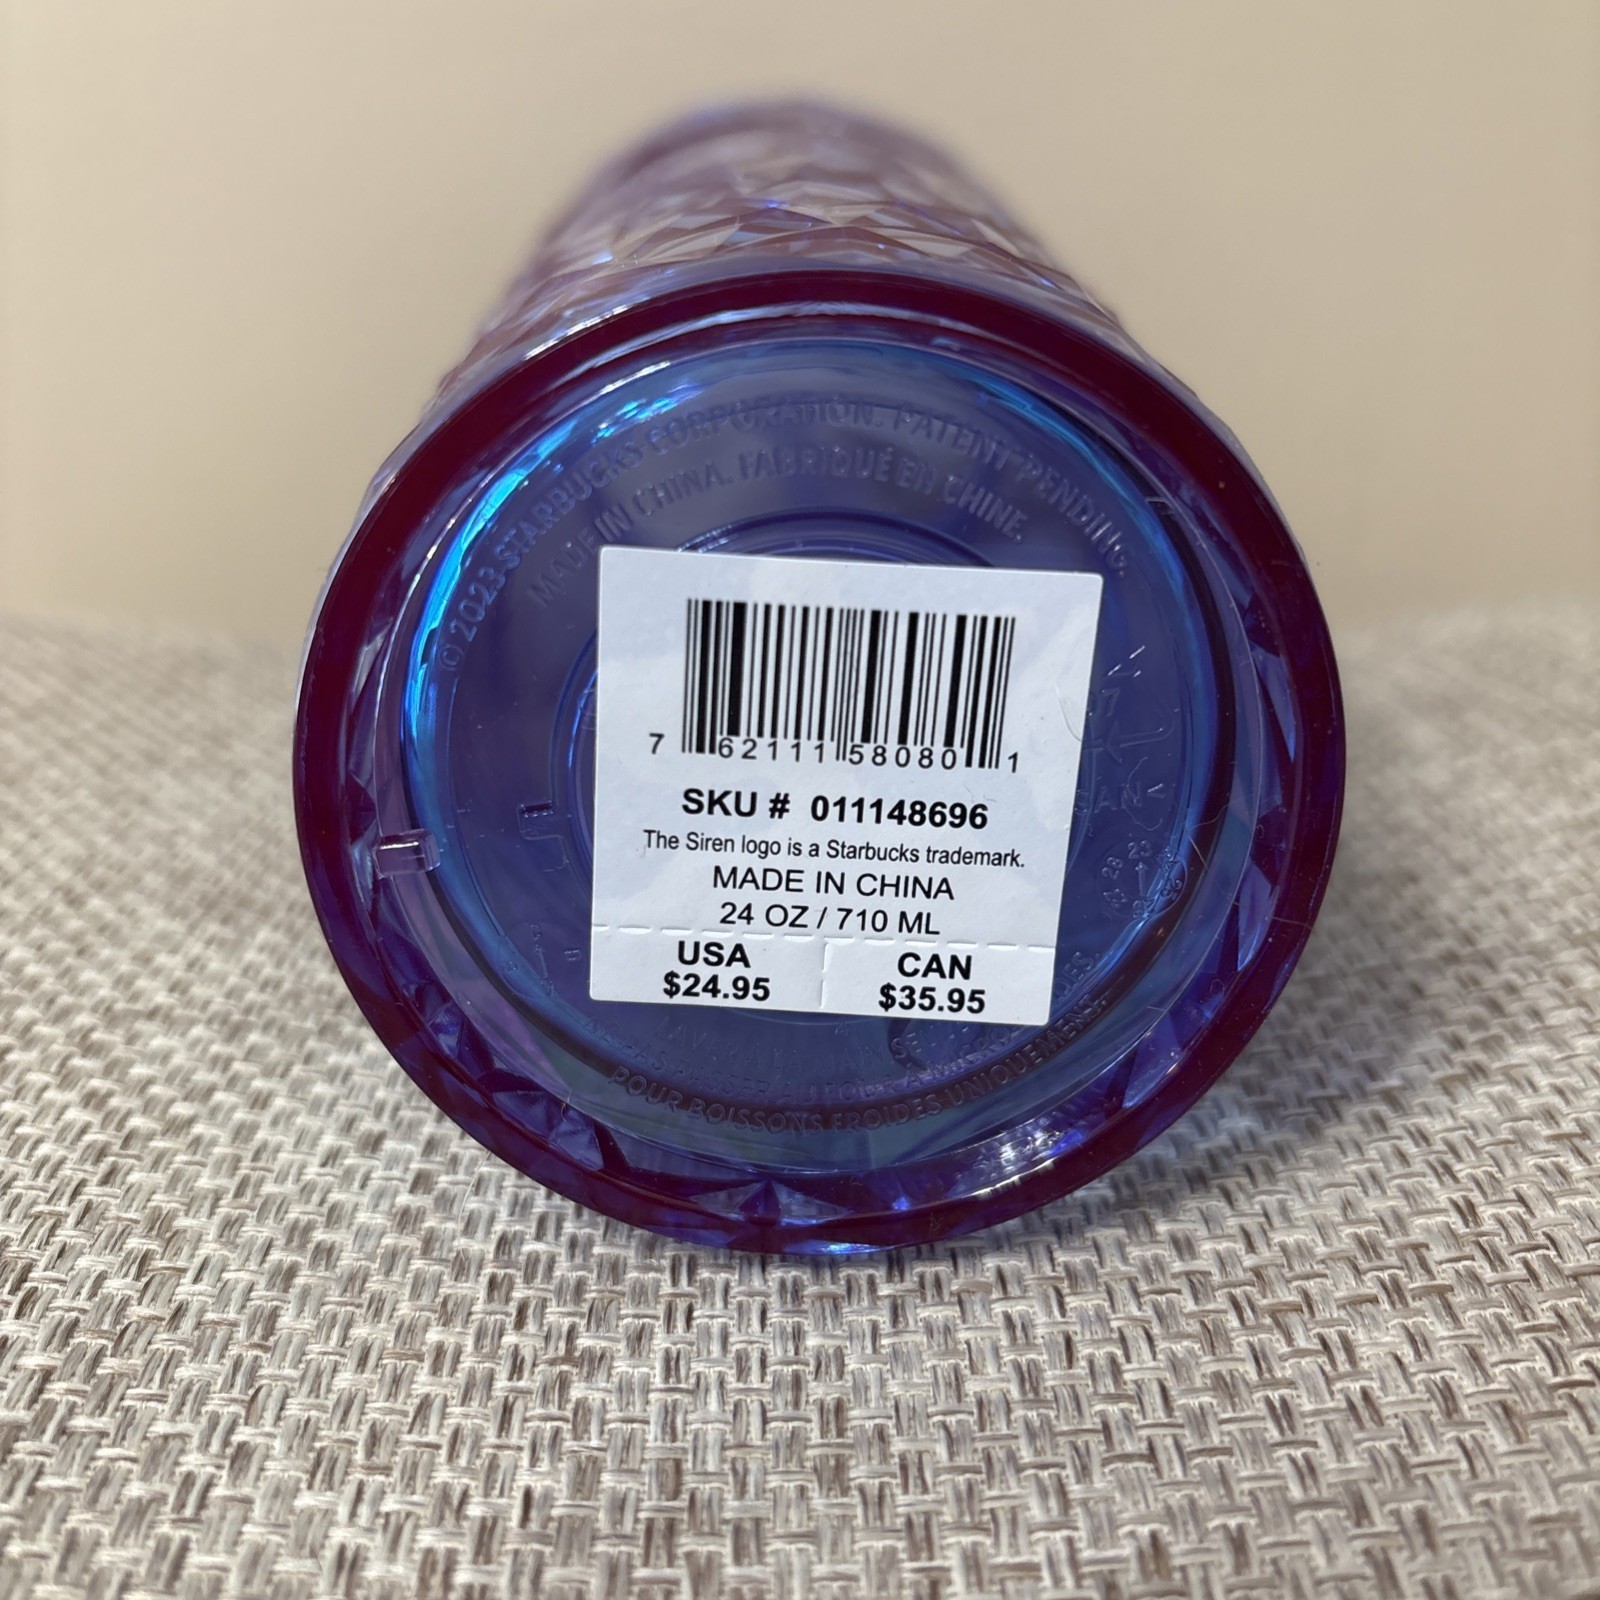 © 2023 STARBUCKS CORPORATION. PATENT PENDING.
MADE IN CHINA. FABRIQUÉ EN CHINE.
7 62111 58080 1
SKU # 011148696
The Siren logo is a Starbucks trademark.
MADE IN CHINA
24 OZ / 710 ML
USA
$24.95
CAN
$35.95
POUR BOISSONS FROIDES UNIQUEMENT.